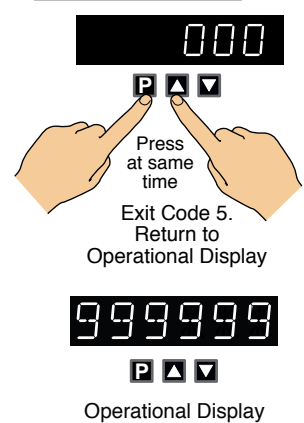 000
P
Press
at same
time
Exit Code 5.
Return to
Operational Display
999999
P
Operational Display